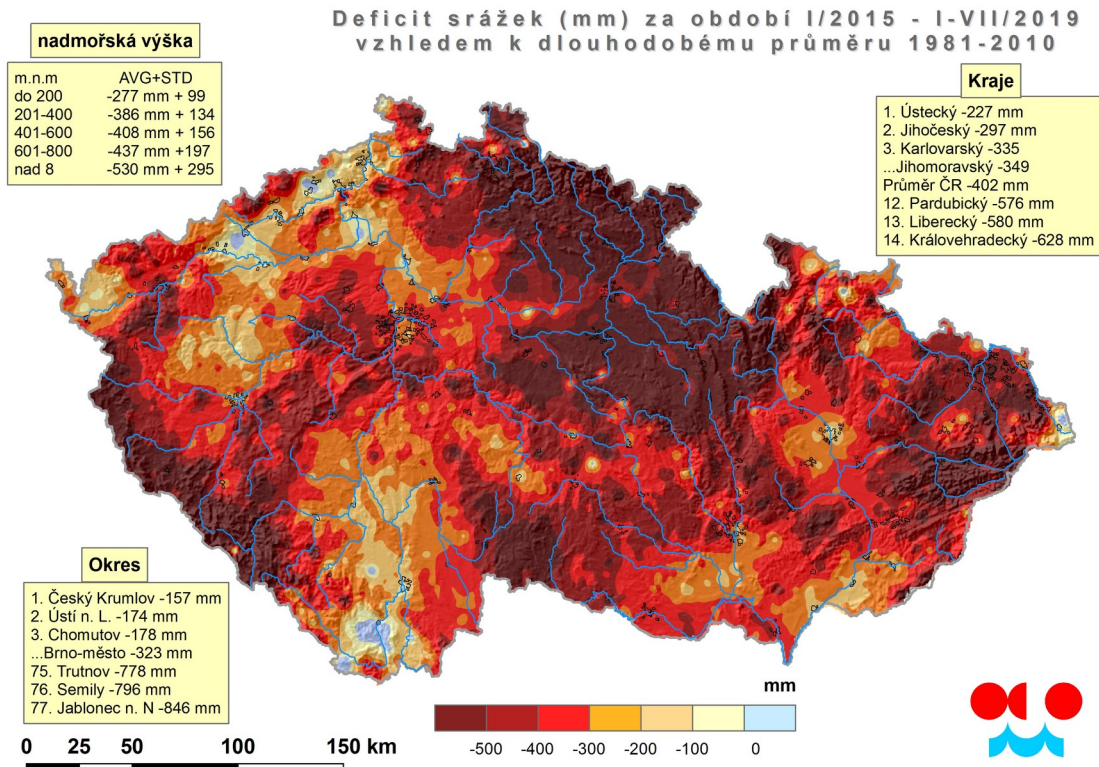 Deficit srážek (mm) za období I/2015 - I-VII/2019
vzhledem k dlouhodobému průměru 1981-2010
nadmořská výška
m.n.m AVG+STD
do 200 -277 mm + 99
201-400 -386 mm + 134
401-600 -408 mm + 156
601-800 -437 mm +197
nad 8 -530 mm + 295
Kraje
1. Ústecký -227 mm
2. Jihočeský -297 mm
3. Karlovarský -335
...Jihomoravský -349
Průměr ČR -402 mm
12. Pardubický -576 mm
13. Liberecký -580 mm
14. Královehradecký -628 mm
Okres
1. Český Krumlov -157 mm
2. Ústí n. L. -174 mm
3. Chomutov -178 mm
...Brno-město -323 mm
75. Trutnov -778 mm
76. Semily -796 mm
77. Jablonec n. N -846 mm
mm
-500 -400 -300 -200 -100 0
0 25 50 100 150 km